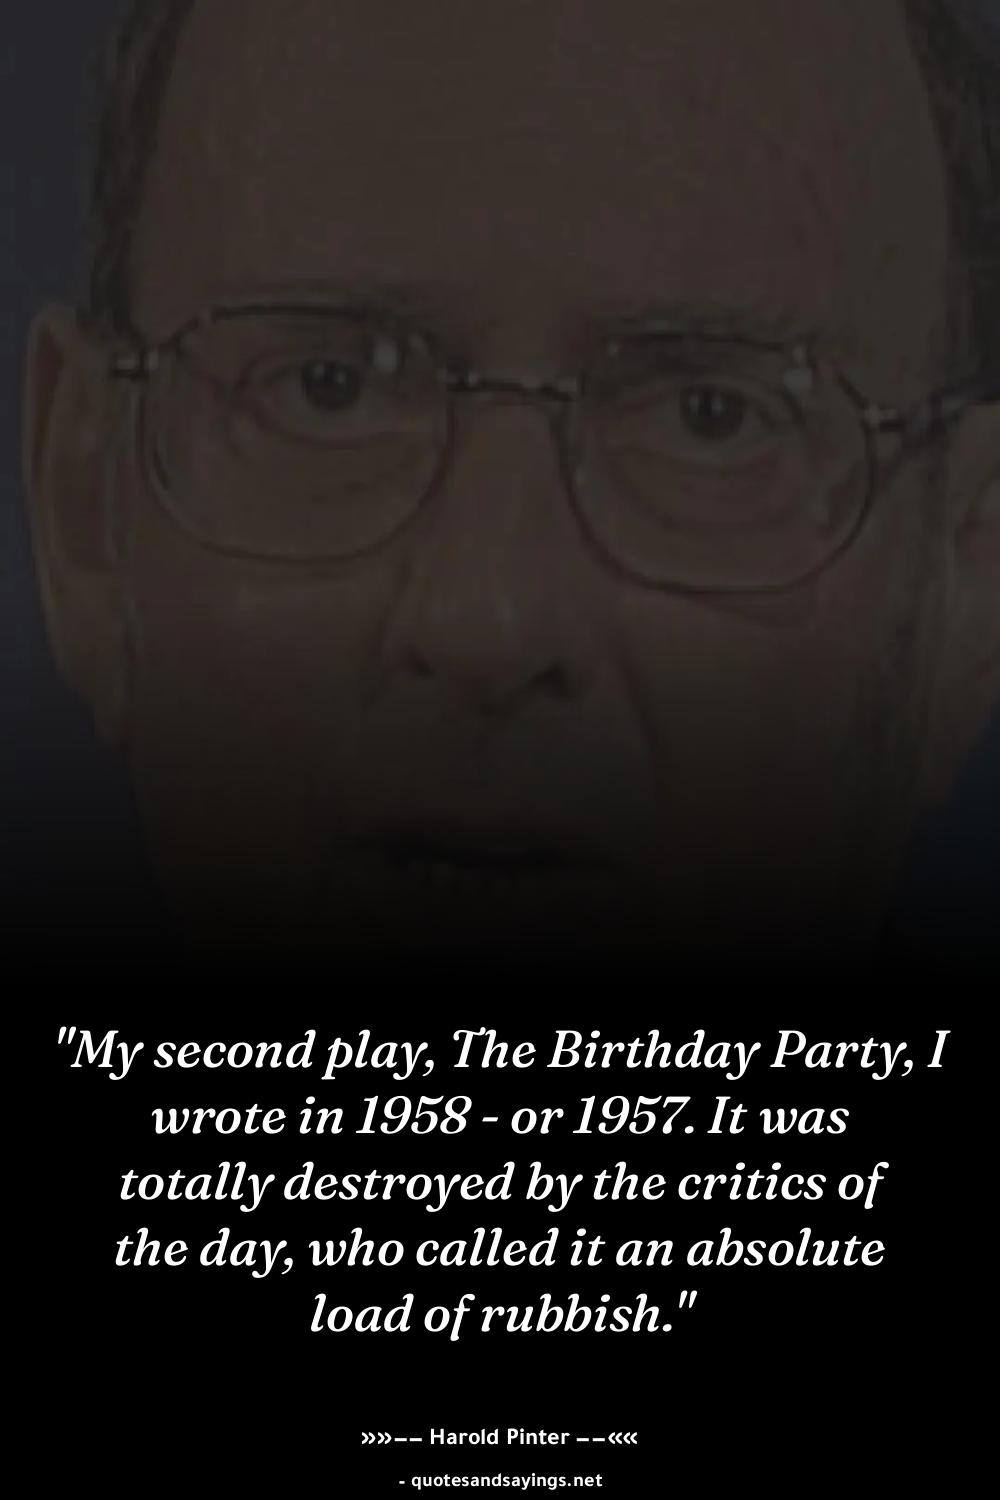 "My second play, The Birthday Party, I
wrote in 1958 - or 1957. It was
totally destroyed by the critics of
the day, who called it an absolute
load of rubbish."
»»–– Harold Pinter ––««
- quotesandsayings.net